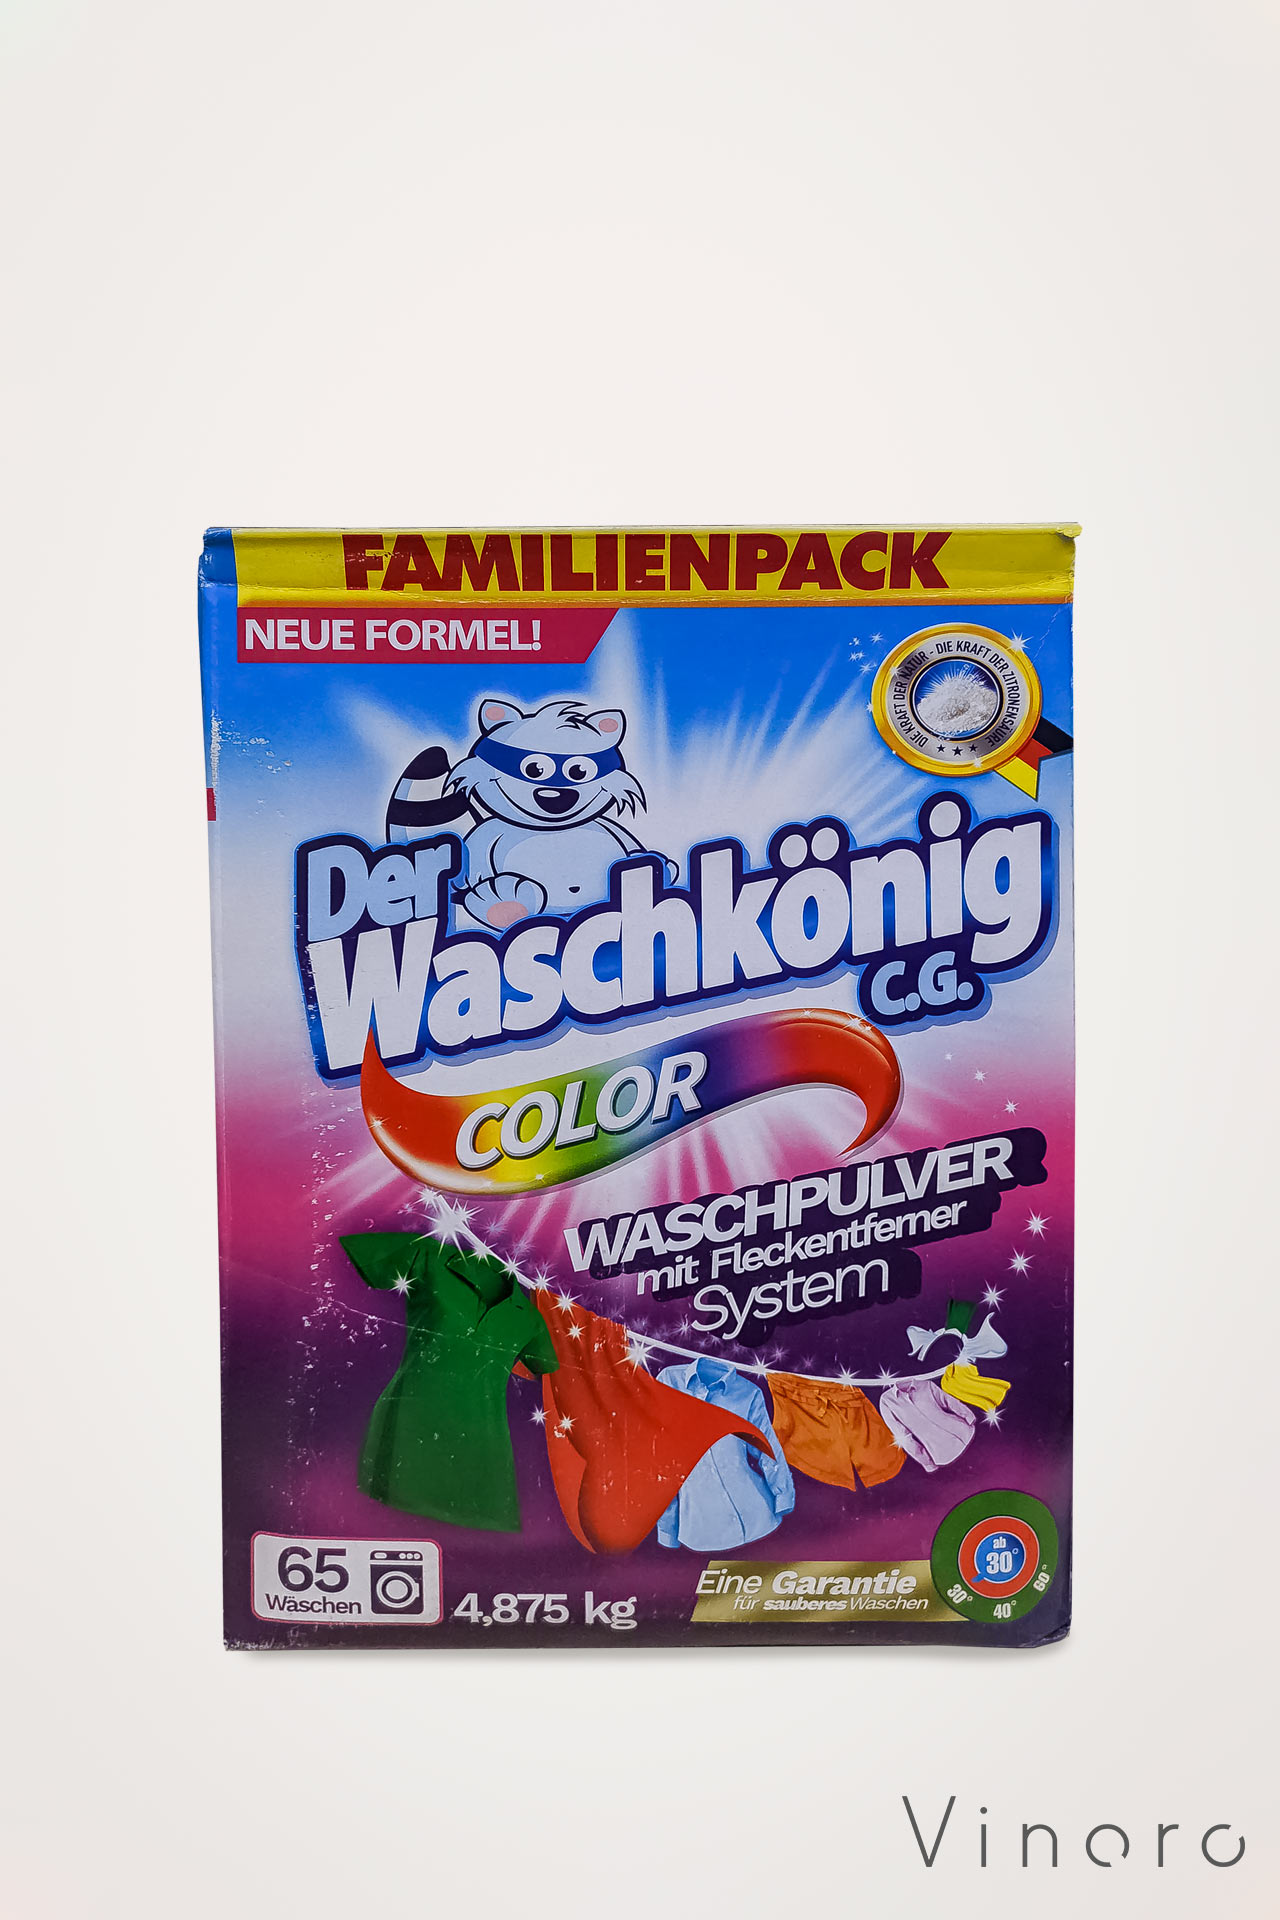 FAMILIENPACK
NEUE FORMEL!
DIE KRAFT DER NATUR - DIE KRAFT DER ZITRONENSÄURE
Der
Waschkönig
C.G.
COLOR
WASCHPULVER
mit Fleckentferner
System
65
Wäschen
4,875 kg
Eine Garantie
für sauberes Waschen
ab
30°
30°
40°
60°
Vinoro